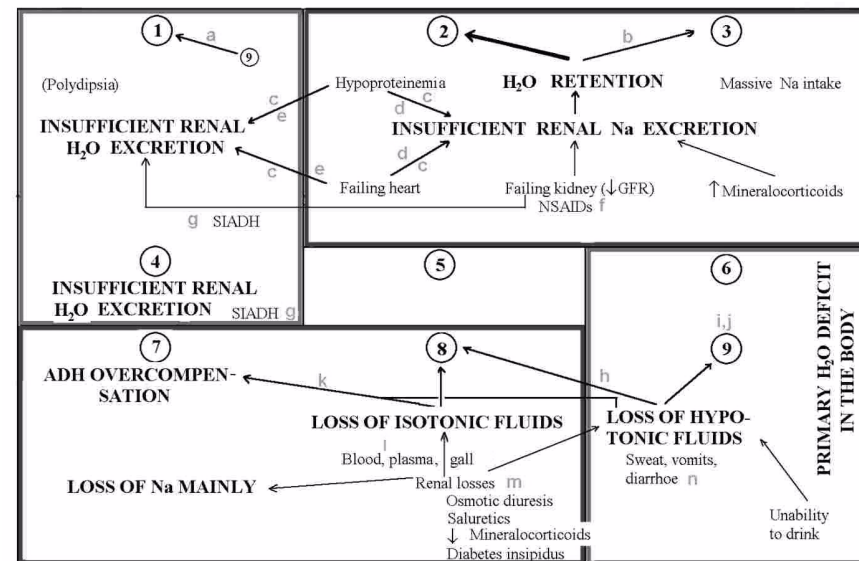 1
a
9
(Polydipsia)
INSUFFICIENT RENAL
H₂O EXCRETION
c
e
c
e
g SIADH
2
b
3
H₂O RETENTION
Massive Na intake
Hypoproteinemia
d c
INSUFFICIENT RENAL Na EXCRETION
d c
Failing heart
Failing kidney (↓GFR)
NSAIDs f
↑ Mineralocorticoids
4
INSUFFICIENT RENAL
H₂O EXCRETION SIADH g
5
6
i,j
9
PRIMARY H₂O DEFICIT
IN THE BODY
h
LOSS OF HYPO-
TONIC FLUIDS
Sweat, vomits,
diarrhoe n
Unability
to drink
7
ADH OVERCOMPEN-
SATION
k
8
LOSS OF ISOTONIC FLUIDS
l
Blood, plasma, gall
LOSS OF Na MAINLY
Renal losses m
Osmotic diuresis
Saluretics
↓ Mineralocorticoids
Diabetes insipidus